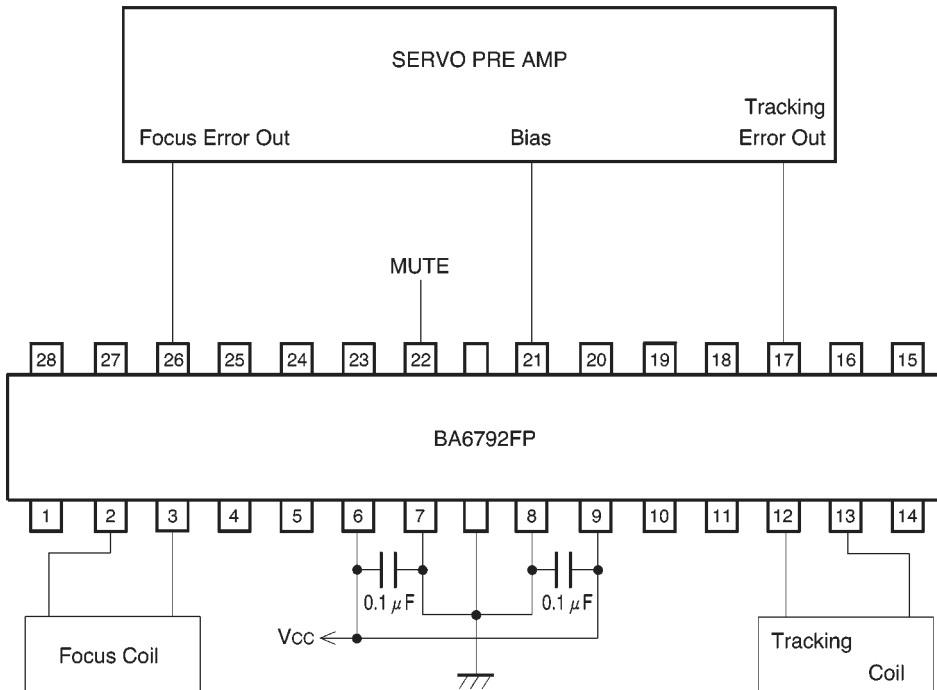 SERVO PRE AMP
Tracking
Focus Error Out Bias Error Out
MUTE
28 27 26 25 24 23 22 21 20 19 18 17 16 15
BA6792FP
1 2 3 4 5 6 7 8 9 10 11 12 13 14
0.1 μF 0.1 μF
Vcc
Focus Coil
Tracking
Coil